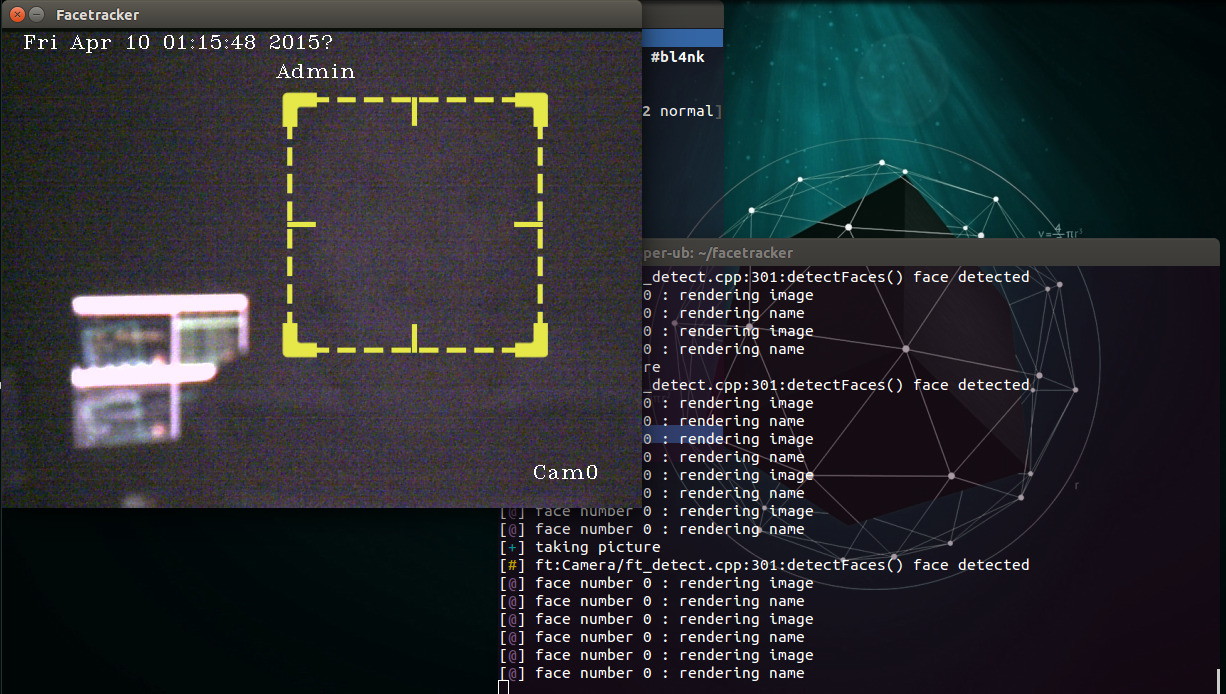 Facetracker
Fri Apr 10 01:15:48 2015?
Admin
Cam0
#bl4nk
2 normal]
v=4/3πr³
r
per-ub: ~/facetracker
_detect.cpp:301:detectFaces() face detected
0 : rendering image
0 : rendering name
0 : rendering image
0 : rendering name
re
_detect.cpp:301:detectFaces() face detected
0 : rendering image
0 : rendering name
0 : rendering image
0 : rendering name
0 : rendering image
0 : rendering name
[@] face number 0 : rendering image
[@] face number 0 : rendering name
[+] taking picture
[#] ft:Camera/ft_detect.cpp:301:detectFaces() face detected
[@] face number 0 : rendering image
[@] face number 0 : rendering name
[@] face number 0 : rendering image
[@] face number 0 : rendering name
[@] face number 0 : rendering image
[@] face number 0 : rendering name